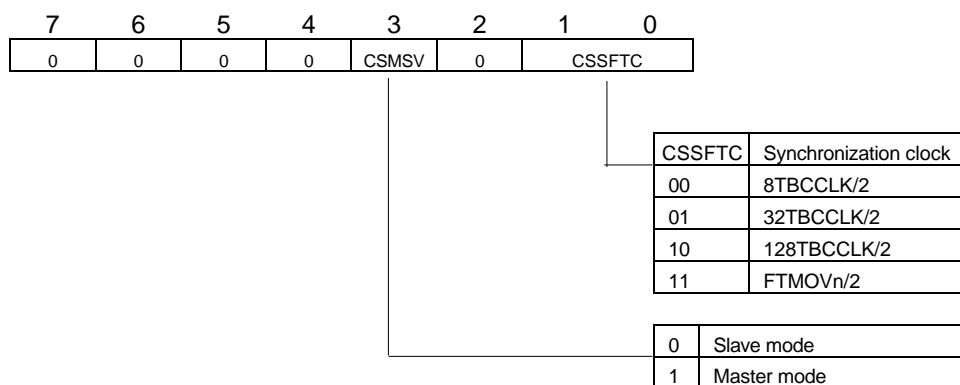 7 6 5 4 3 2 1 0
0 0 0 0 CSMSV 0 CSSFTC
CSSFTC Synchronization clock
00 8TBCCLK/2
01 32TBCCLK/2
10 128TBCCLK/2
11 FTMOVn/2
0 Slave mode
1 Master mode